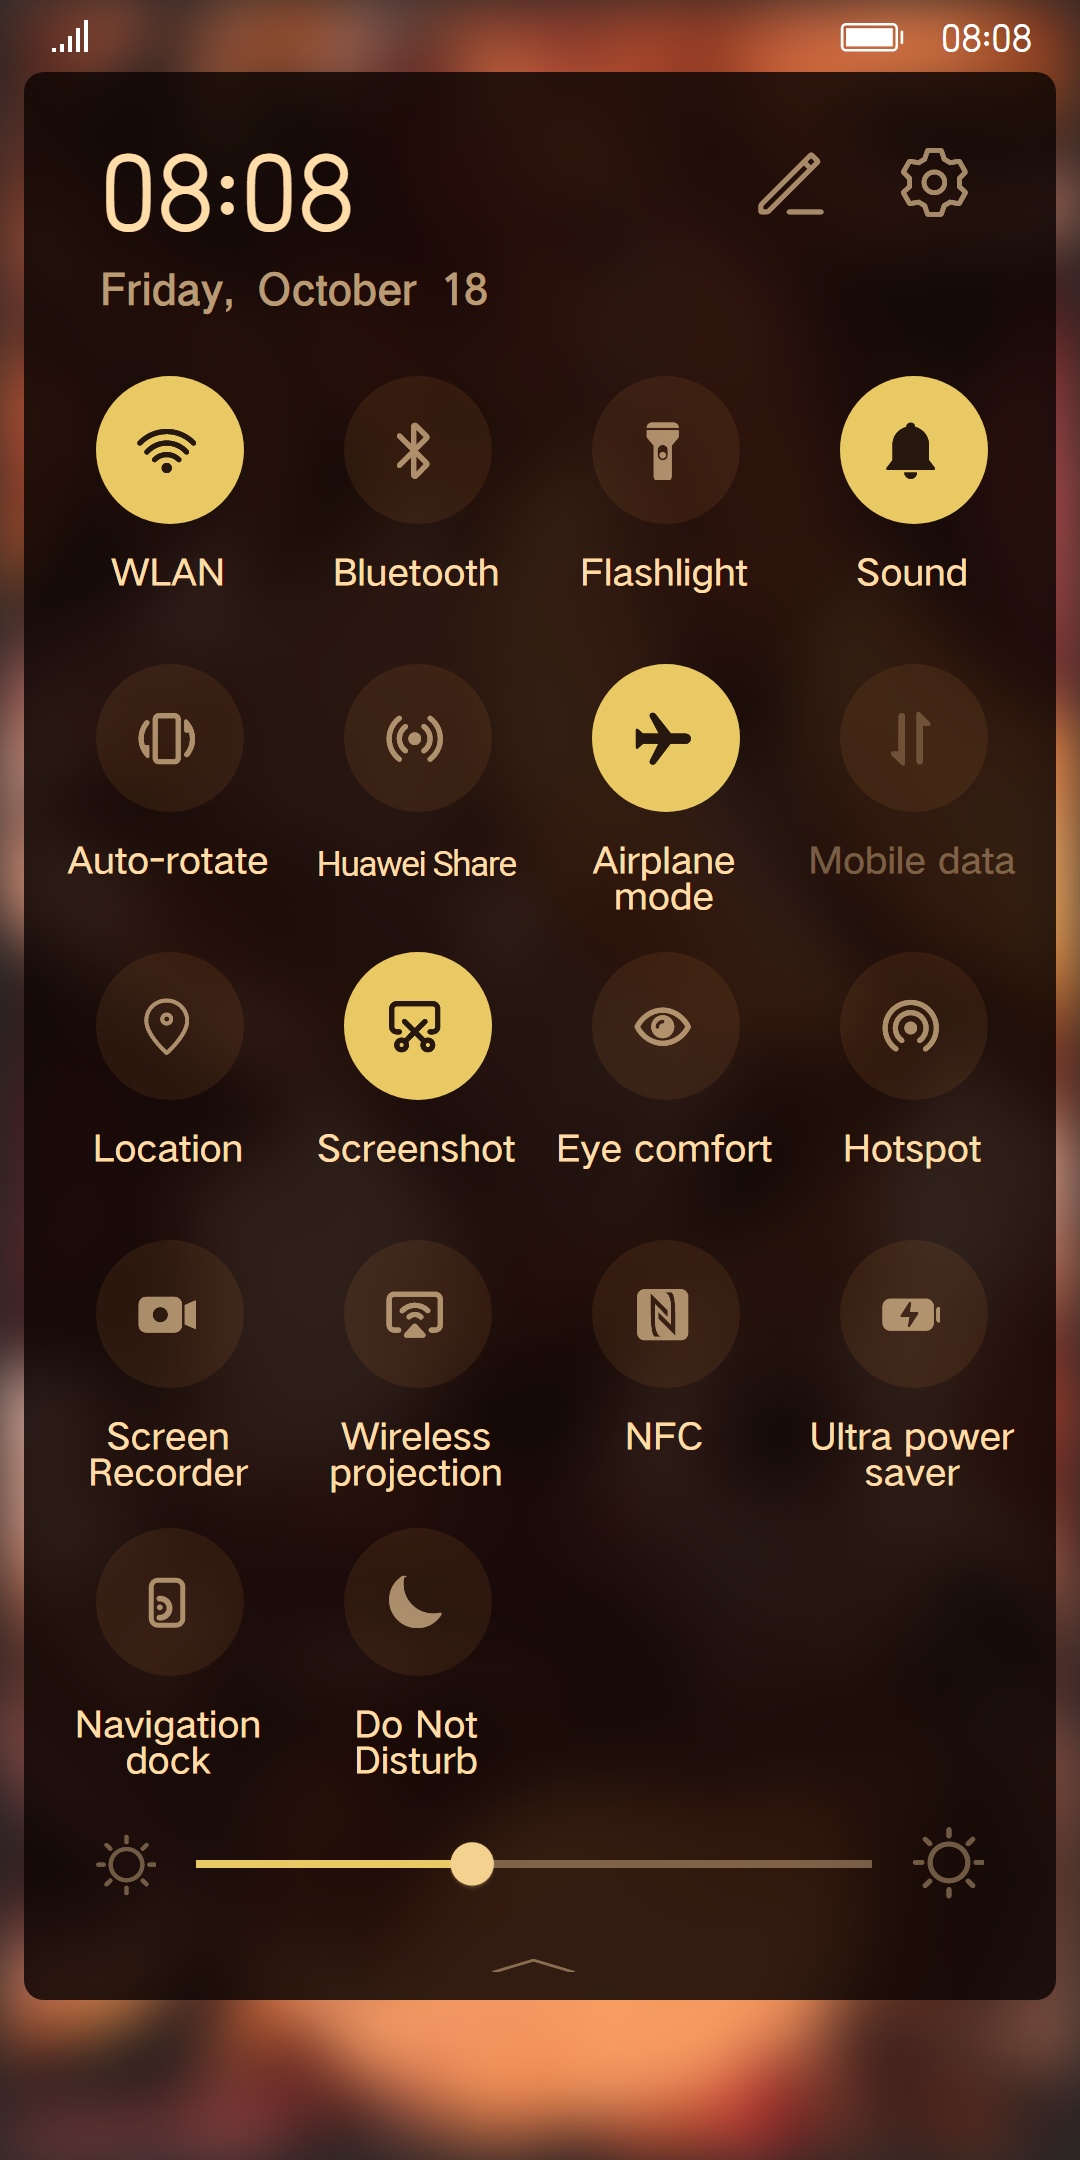 08:08
08:08
Friday, October 18
WLAN
Bluetooth
Flashlight
Sound
Auto-rotate
Huawei Share
Airplane
mode
Mobile data
Location
Screenshot
Eye comfort
Hotspot
Screen
Recorder
Wireless
projection
NFC
Ultra power
saver
Navigation
dock
Do Not
Disturb